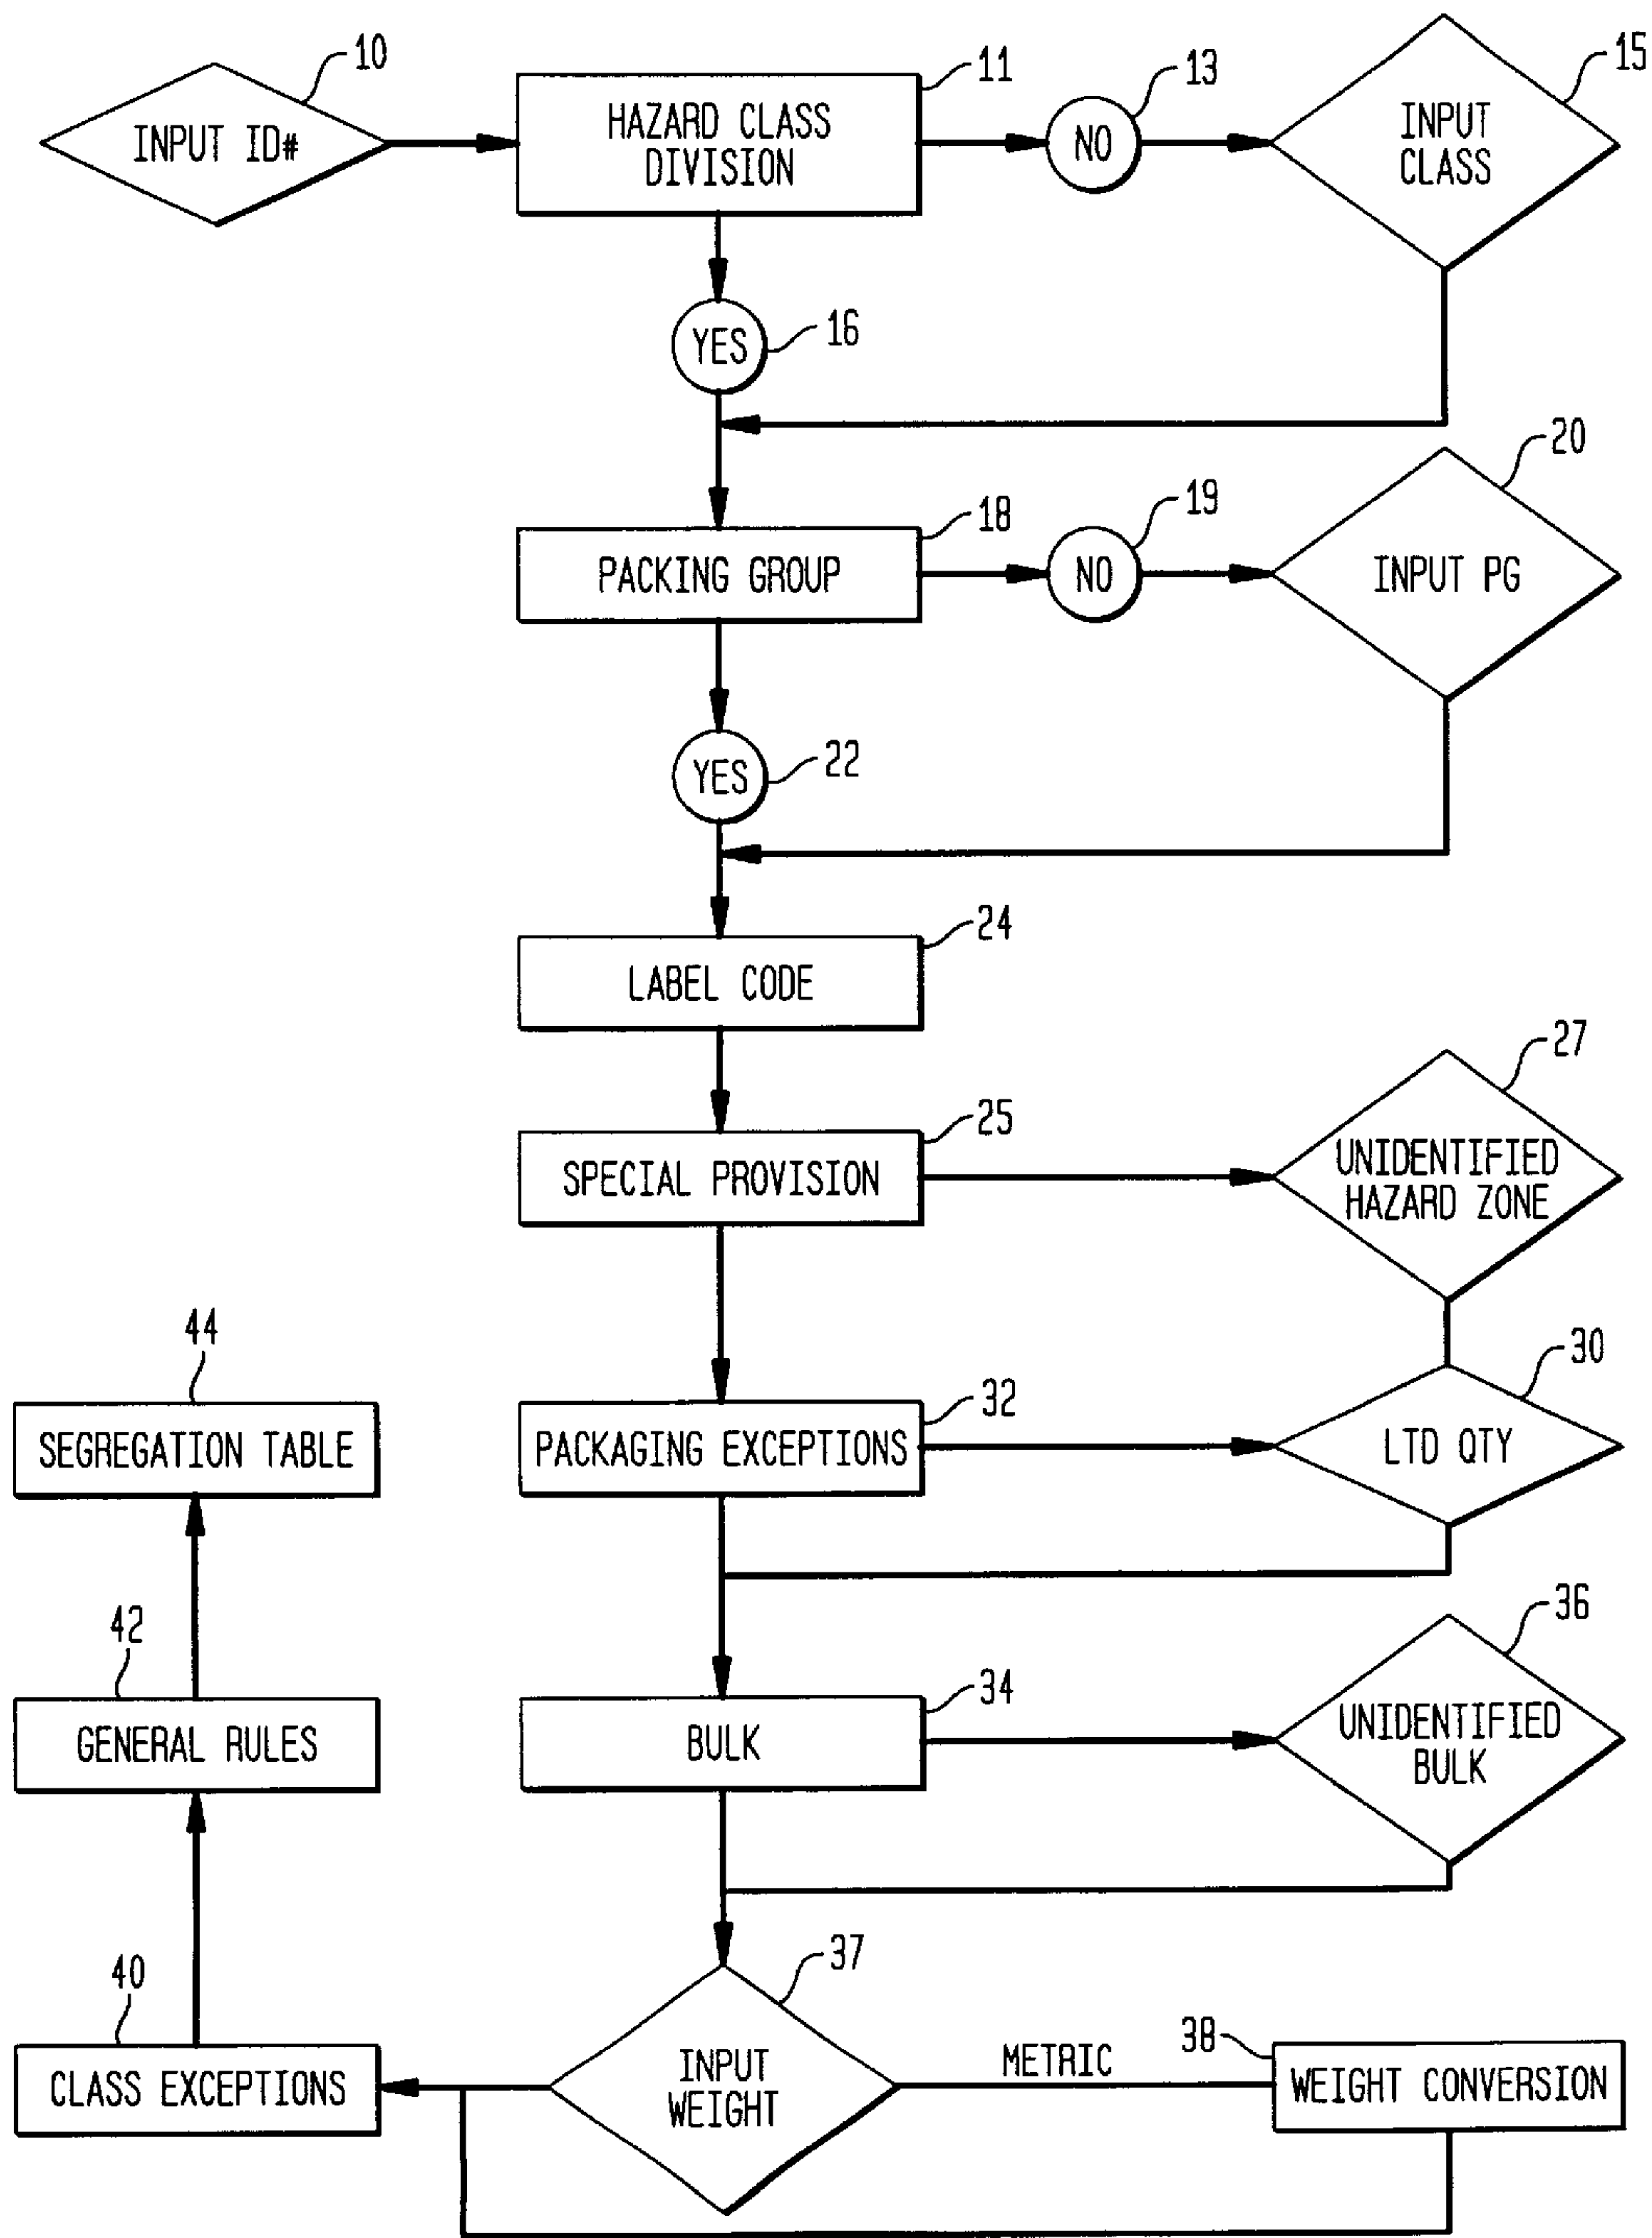 10
INPUT ID#
11
HAZARD CLASS
DIVISION
13
NO
15
INPUT
CLASS
16
YES
18
PACKING GROUP
19
NO
20
INPUT PG
22
YES
24
LABEL CODE
25
SPECIAL PROVISION
27
UNIDENTIFIED
HAZARD ZONE
30
LTD QTY
32
PACKAGING EXCEPTIONS
34
BULK
36
UNIDENTIFIED
BULK
37
INPUT
WEIGHT
METRIC
38
WEIGHT CONVERSION
40
CLASS EXCEPTIONS
42
GENERAL RULES
44
SEGREGATION TABLE